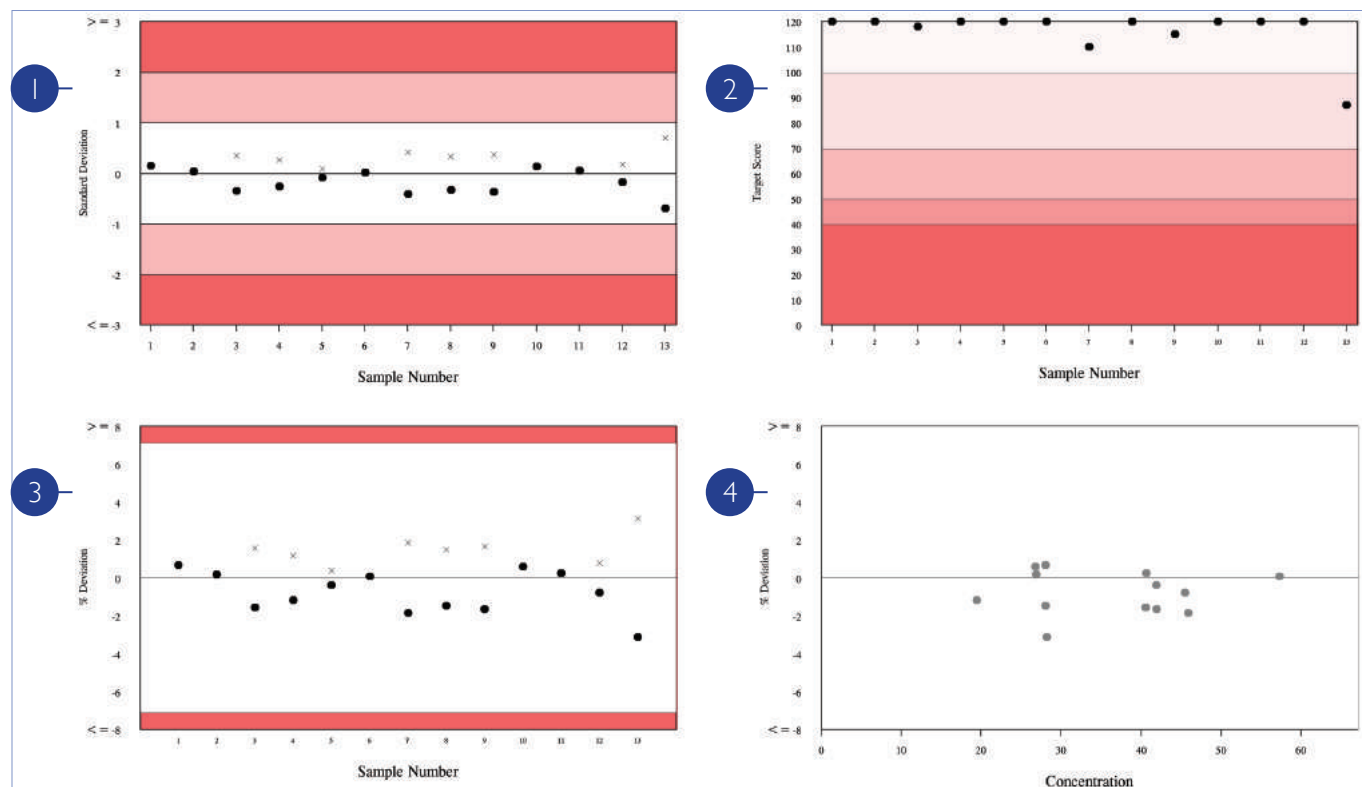 1
> = 3
2
1
0
-1
-2
< = -3
Standard Deviation
1 2 3 4 5 6 7 8 9 10 11 12 13
Sample Number
2
120
110
100
90
80
70
60
50
40
30
20
10
0
Target Score
1 2 3 4 5 6 7 8 9 10 11 12 13
Sample Number
3
> = 8
6
4
2
0
-2
-4
-6
< = -8
% Deviation
1 2 3 4 5 6 7 8 9 10 11 12 13
Sample Number
4
> = 8
6
4
2
0
-2
-4
-6
< = -8
% Deviation
0 10 20 30 40 50 60
Concentration